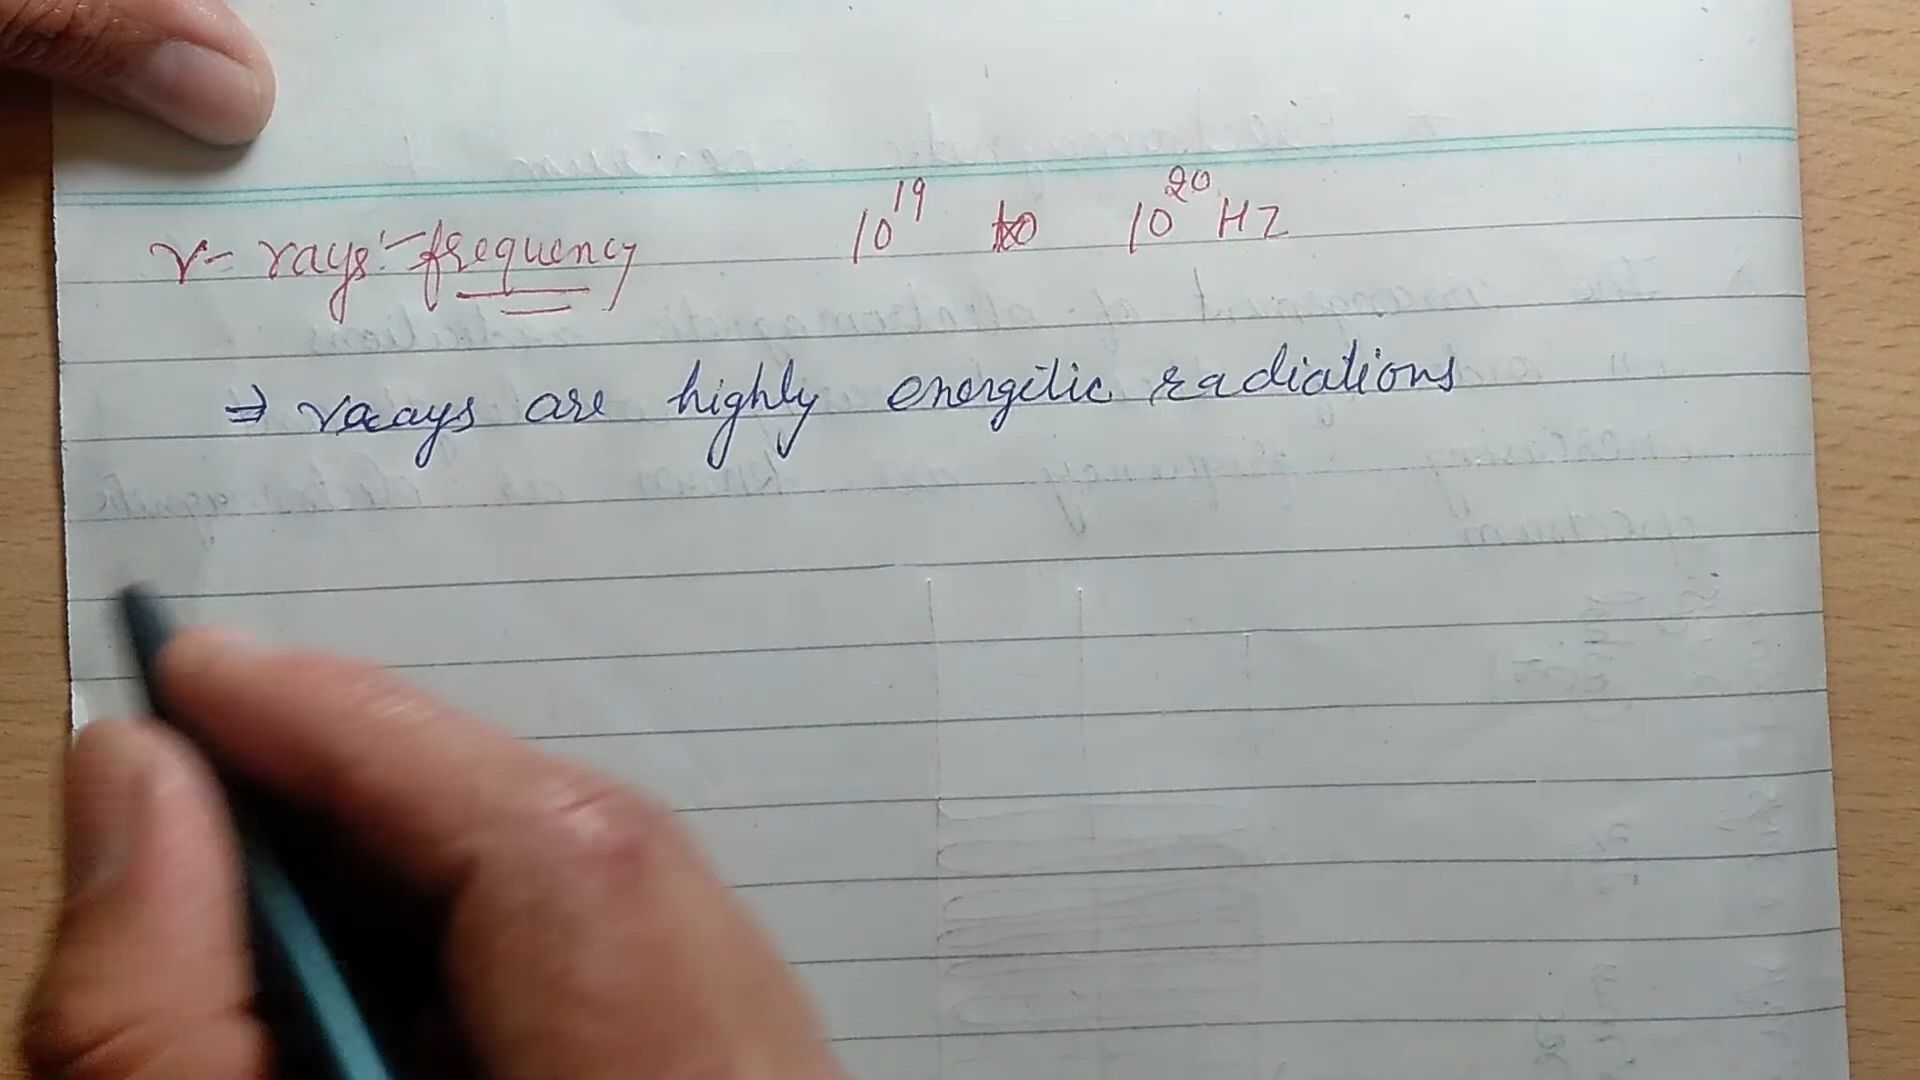 γ- rays:- frequency 10^19 to 10^20 HZ
⇒ γ rays are highly energitic radiations